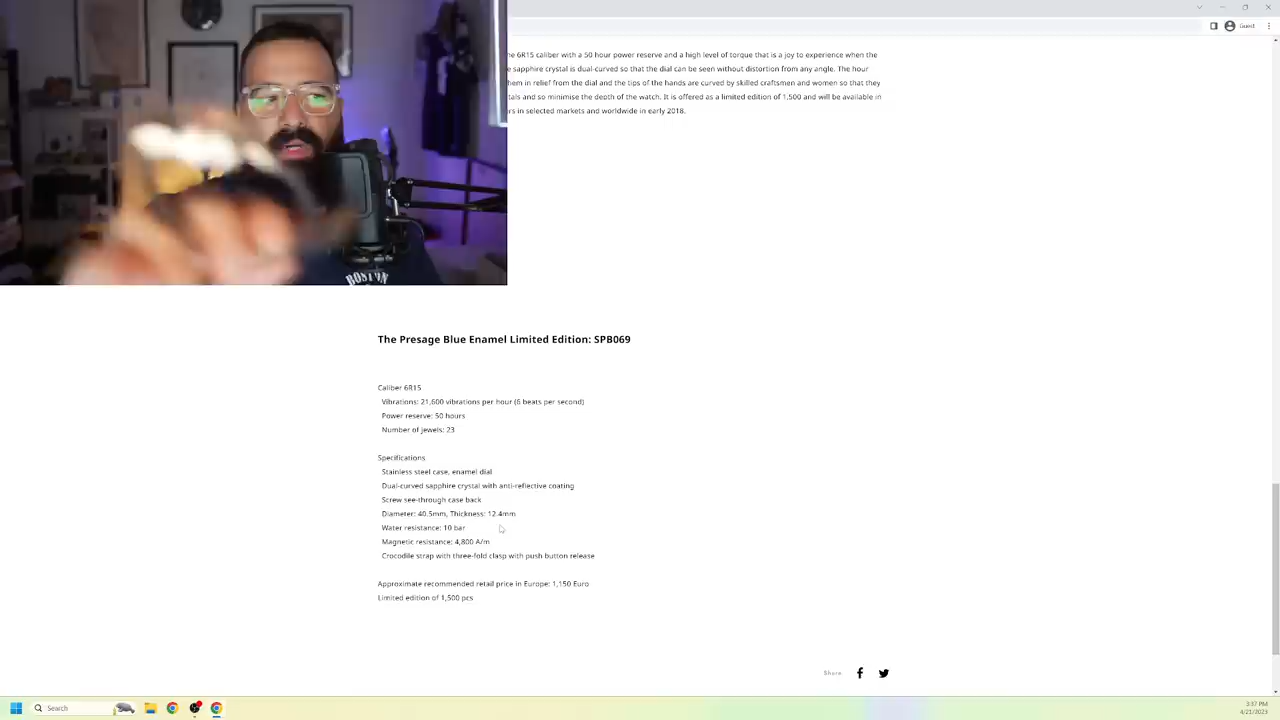 Guest
he 6R15 caliber with a 50 hour power reserve and a high level of torque that is a joy to experience when the
e sapphire crystal is dual-curved so that the dial can be seen without distortion from any angle. The hour
hem in relief from the dial and the tips of the hands are curved by skilled craftsmen and women so that they
tals and so minimise the depth of the watch. It is offered as a limited edition of 1,500 and will be available in
rs in selected markets and worldwide in early 2018.
BOSTON
The Presage Blue Enamel Limited Edition: SPB069
Caliber 6R15
Vibrations: 21,600 vibrations per hour (6 beats per second)
Power reserve: 50 hours
Number of jewels: 23
Specifications
Stainless steel case, enamel dial
Dual-curved sapphire crystal with anti-reflective coating
Screw see-through case back
Diameter: 40.5mm, Thickness: 12.4mm
Water resistance: 10 bar
Magnetic resistance: 4,800 A/m
Crocodile strap with three-fold clasp with push button release
Approximate recommended retail price in Europe: 1,150 Euro
Limited edition of 1,500 pcs
Share
Search
3:37 PM
4/21/2023